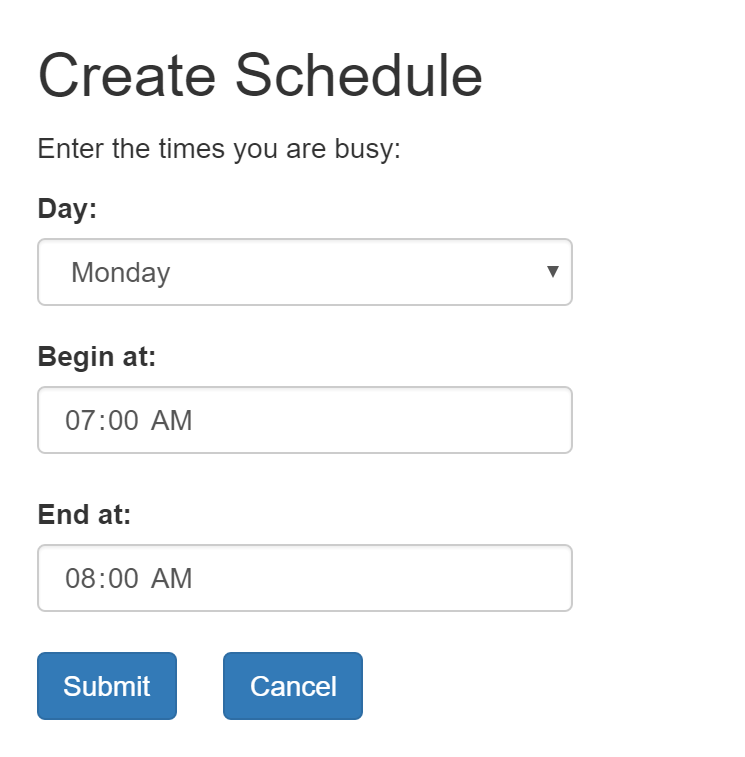 Create Schedule
Enter the times you are busy:
Day:
Monday
Begin at:
07:00 AM
End at:
08:00 AM
Submit Cancel